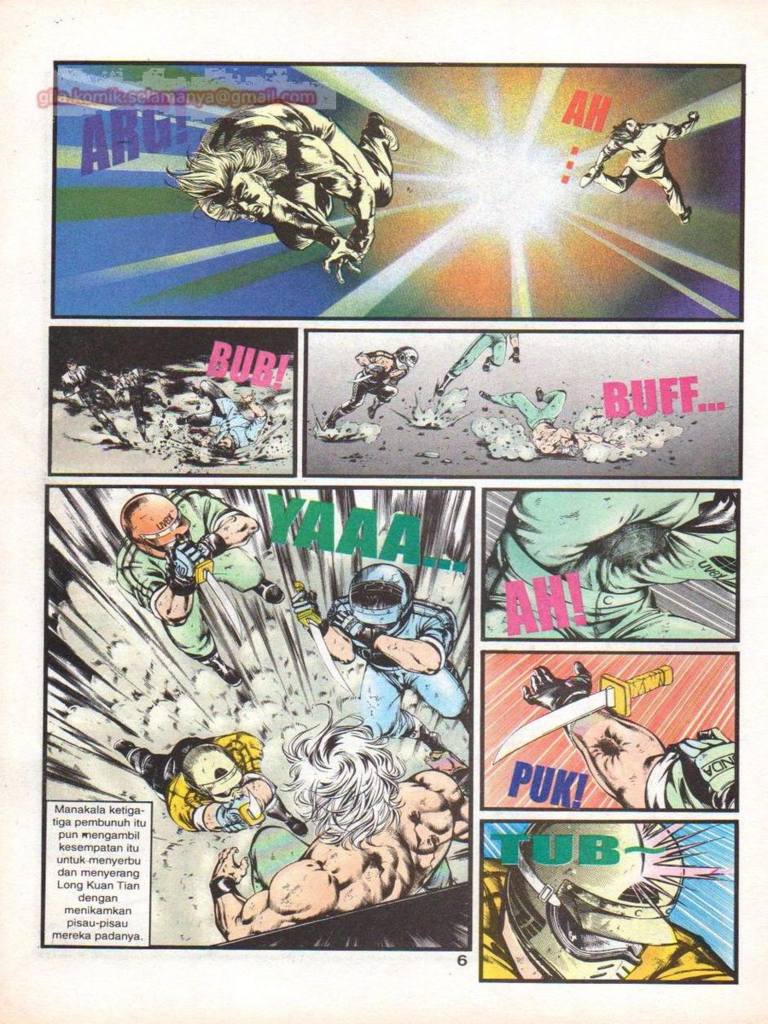 gila.komik.selamanya@gmail.com
ARG!
AH
...
BUB!
BUFF...
YAAA...
AH!
PUK!
TUB~
Manakala ketiga-
tiga pembunuh itu
pun mengambil
kesempatan itu
untuk menyerbu
dan menyerang
Long Kuan Tian
dengan
menikamkan
pisau-pisau
mereka padanya.
6